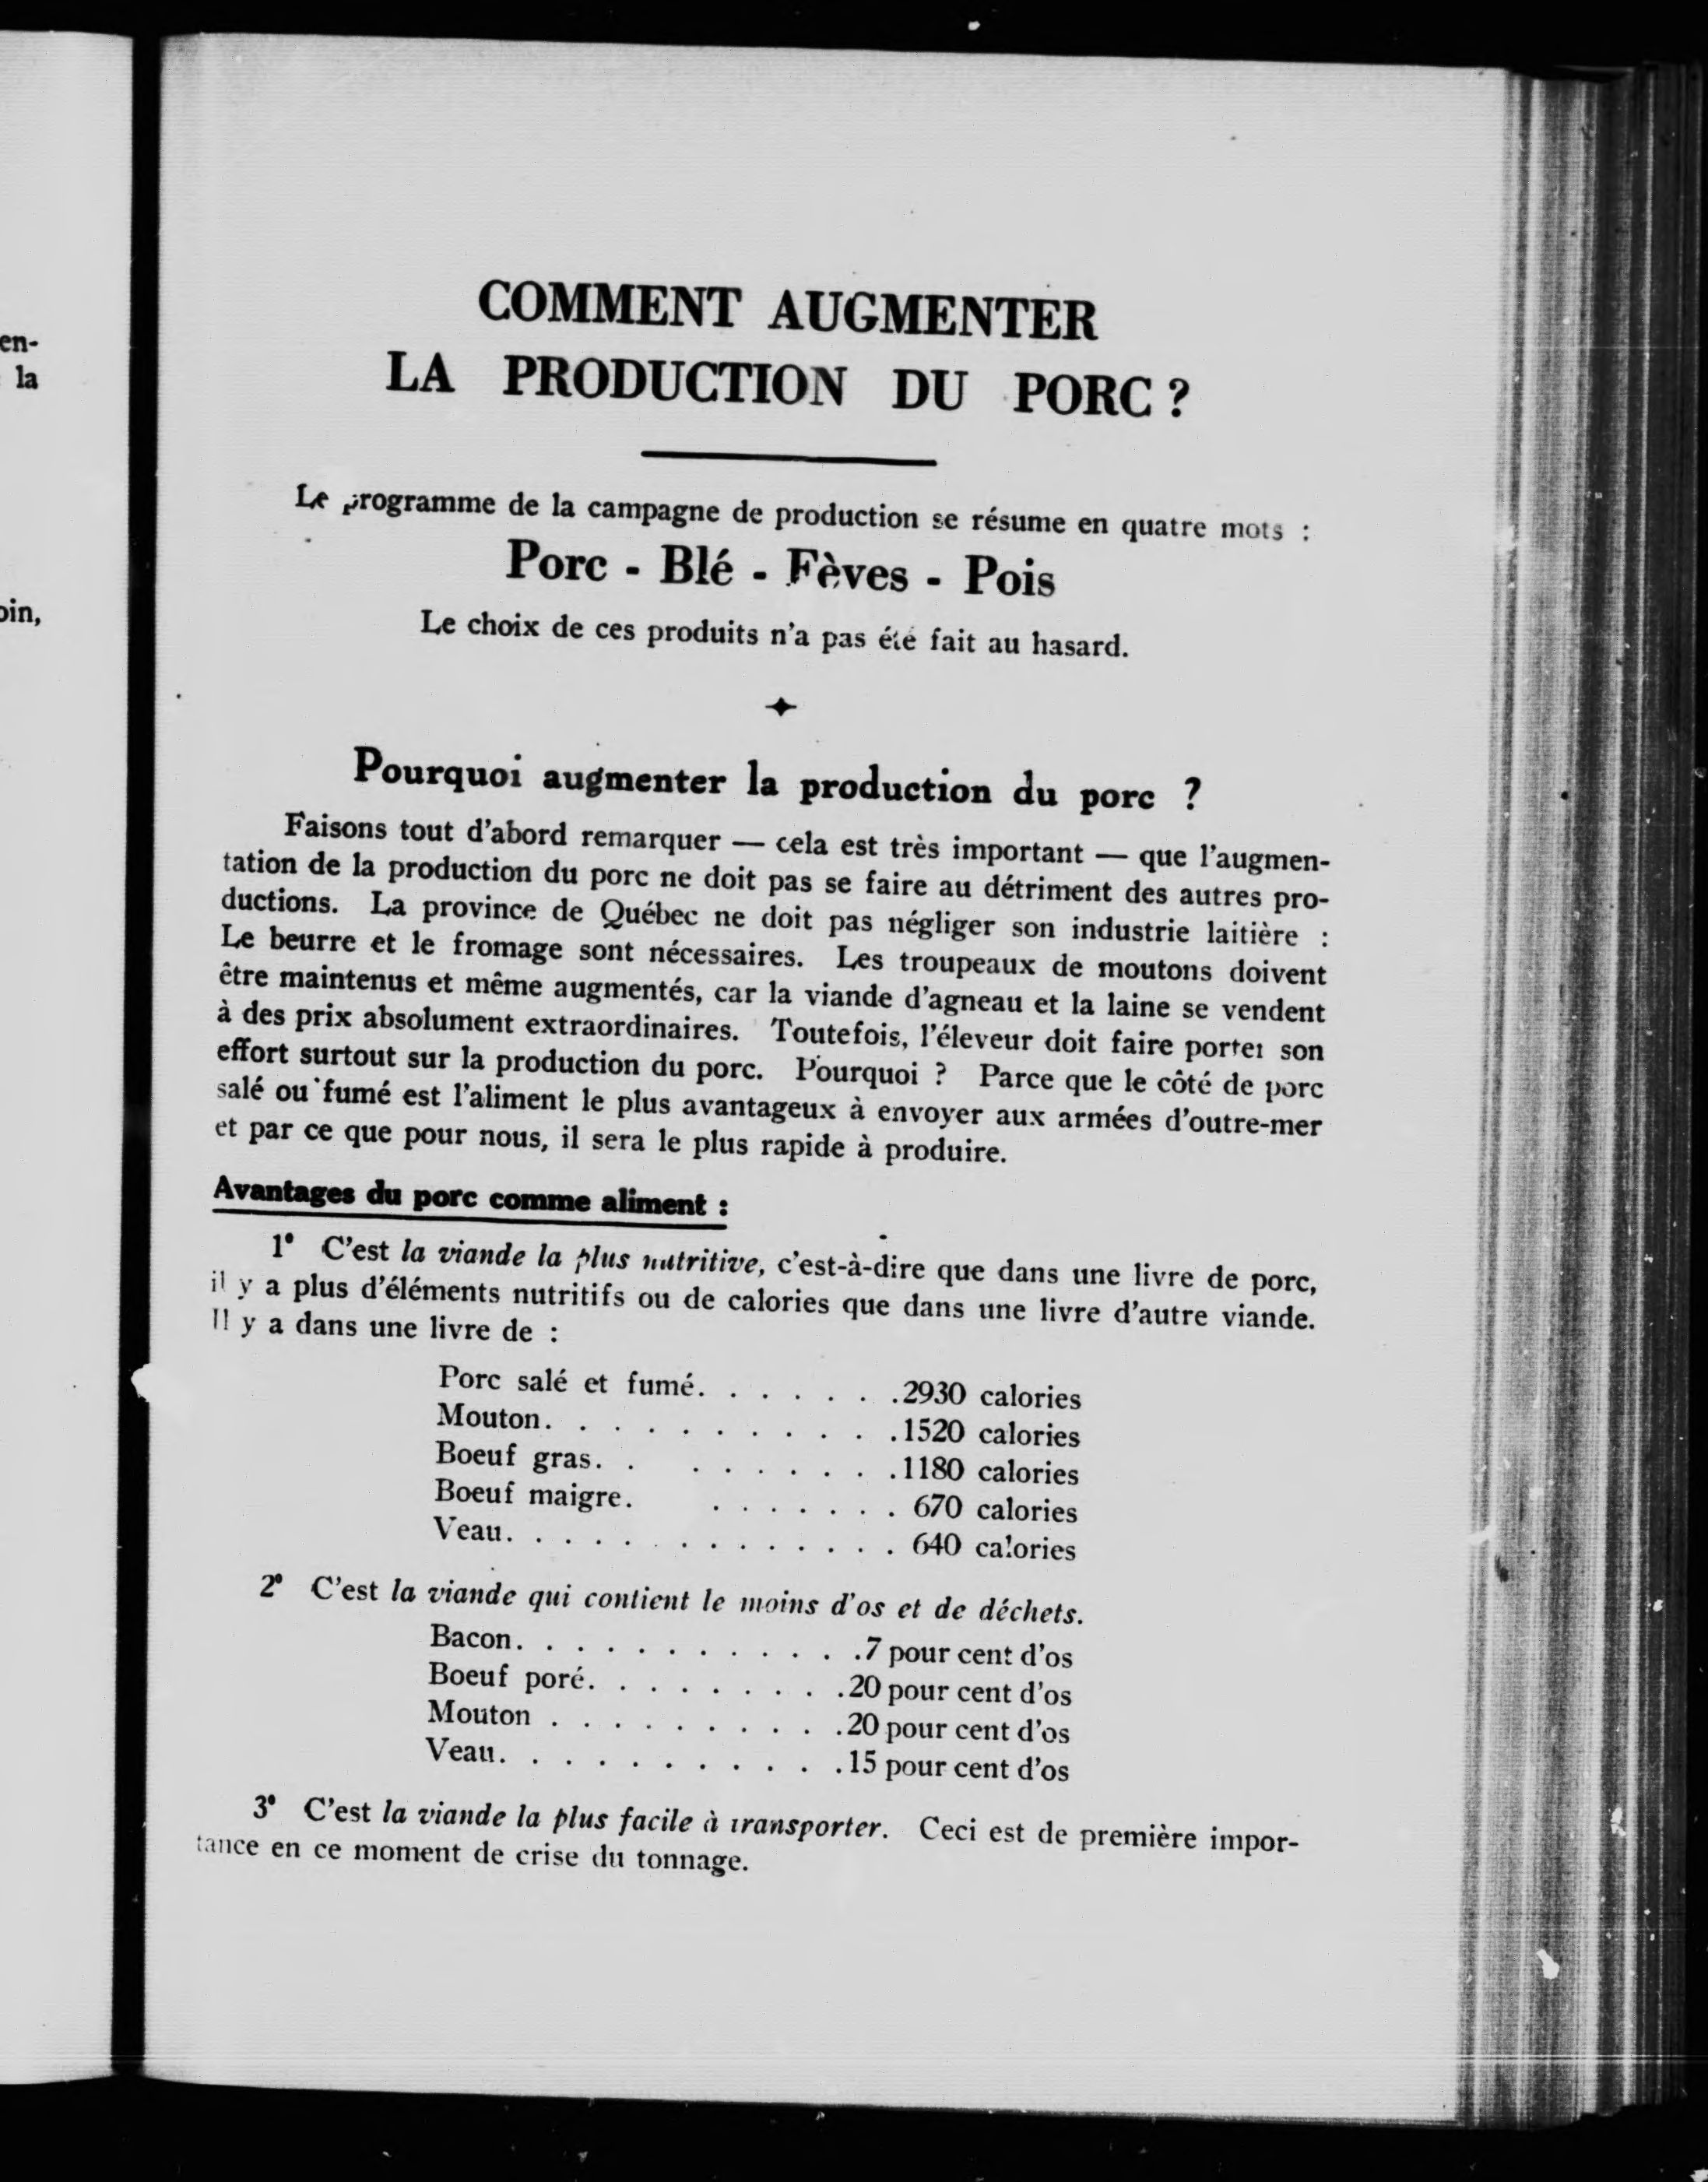 en-
la
oin,
COMMENT AUGMENTER
LA PRODUCTION DU PORC ?
Le programme de la campagne de production se résume en quatre mots :
Porc - Blé - Fèves - Pois
Le choix de ces produits n'a pas été fait au hasard.
Pourquoi augmenter la production du porc ?
Faisons tout d'abord remarquer — cela est très important — que l'augmen-
tation de la production du porc ne doit pas se faire au détriment des autres pro-
ductions. La province de Québec ne doit pas négliger son industrie laitière :
Le beurre et le fromage sont nécessaires. Les troupeaux de moutons doivent
être maintenus et même augmentés, car la viande d'agneau et la laine se vendent
à des prix absolument extraordinaires. Toutefois, l'éleveur doit faire porter son
effort surtout sur la production du porc. Pourquoi ? Parce que le côté de porc
salé ou fumé est l'aliment le plus avantageux à envoyer aux armées d'outre-mer
et par ce que pour nous, il sera le plus rapide à produire.
Avantages du porc comme aliment :
1° C'est la viande la plus nutritive, c'est-à-dire que dans une livre de porc,
il y a plus d'éléments nutritifs ou de calories que dans une livre d'autre viande.
Il y a dans une livre de :
Porc salé et fumé. . . . . . . .2930 calories
Mouton. . . . . . . . . . . .1520 calories
Boeuf gras. . . . . . . . . .1180 calories
Boeuf maigre. . . . . . . . 670 calories
Veau. . . . . . . . . . . . . 640 calories
2° C'est la viande qui contient le moins d'os et de déchets.
Bacon. . . . . . . . . . . . .7 pour cent d'os
Boeuf poré. . . . . . . . . .20 pour cent d'os
Mouton . . . . . . . . . . .20 pour cent d'os
Veau. . . . . . . . . . . . .15 pour cent d'os
3° C'est la viande la plus facile à transporter. Ceci est de première impor-
tance en ce moment de crise du tonnage.